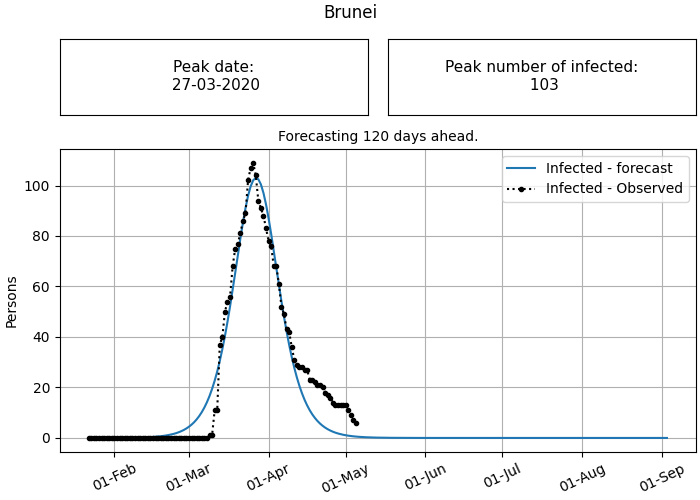 Brunei
Peak date:
27-03-2020
Peak number of infected:
103
Forecasting 120 days ahead.
Infected - forecast
Infected - Observed
Persons
100
80
60
40
20
0
01-Feb
01-Mar
01-Apr
01-May
01-Jun
01-Jul
01-Aug
01-Sep